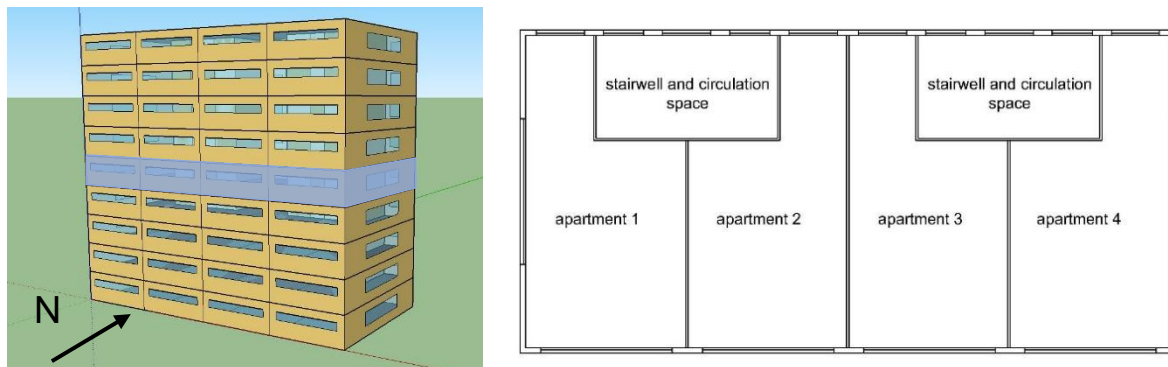 N
stairwell and circulation
space
stairwell and circulation
space
apartment 1
apartment 2
apartment 3
apartment 4